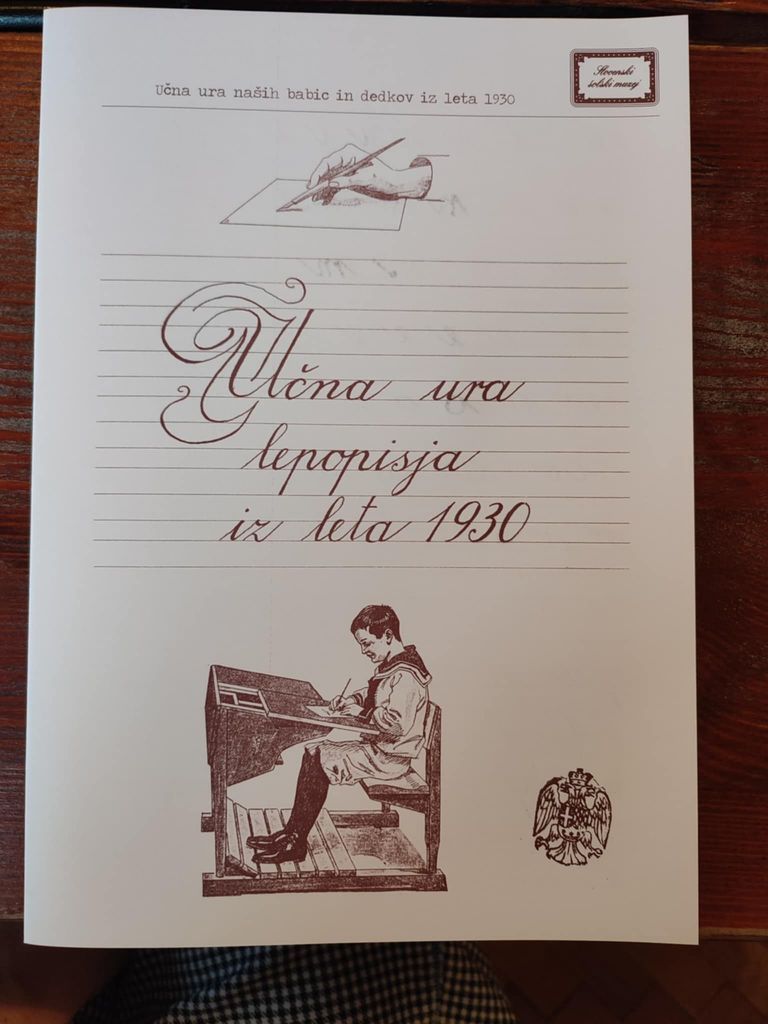 Slovenski
šolski muzej
Učna ura naših babic in dedkov iz leta 1930
Učna ura
lepopisja
iz leta 1930